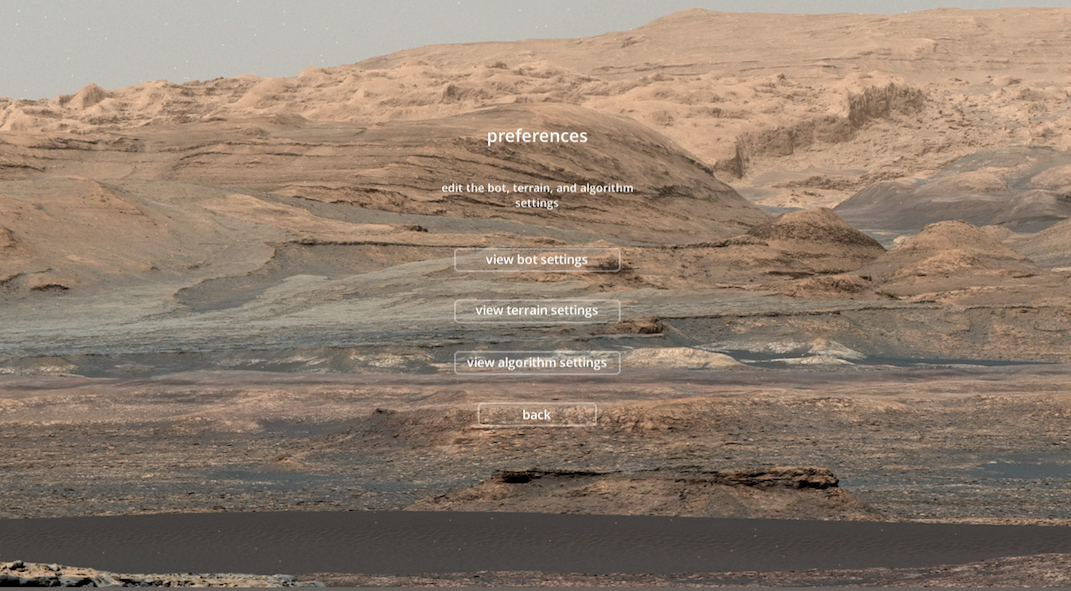 preferences
edit the bot, terrain, and algorithm
settings
view bot settings
view terrain settings
view algorithm settings
back